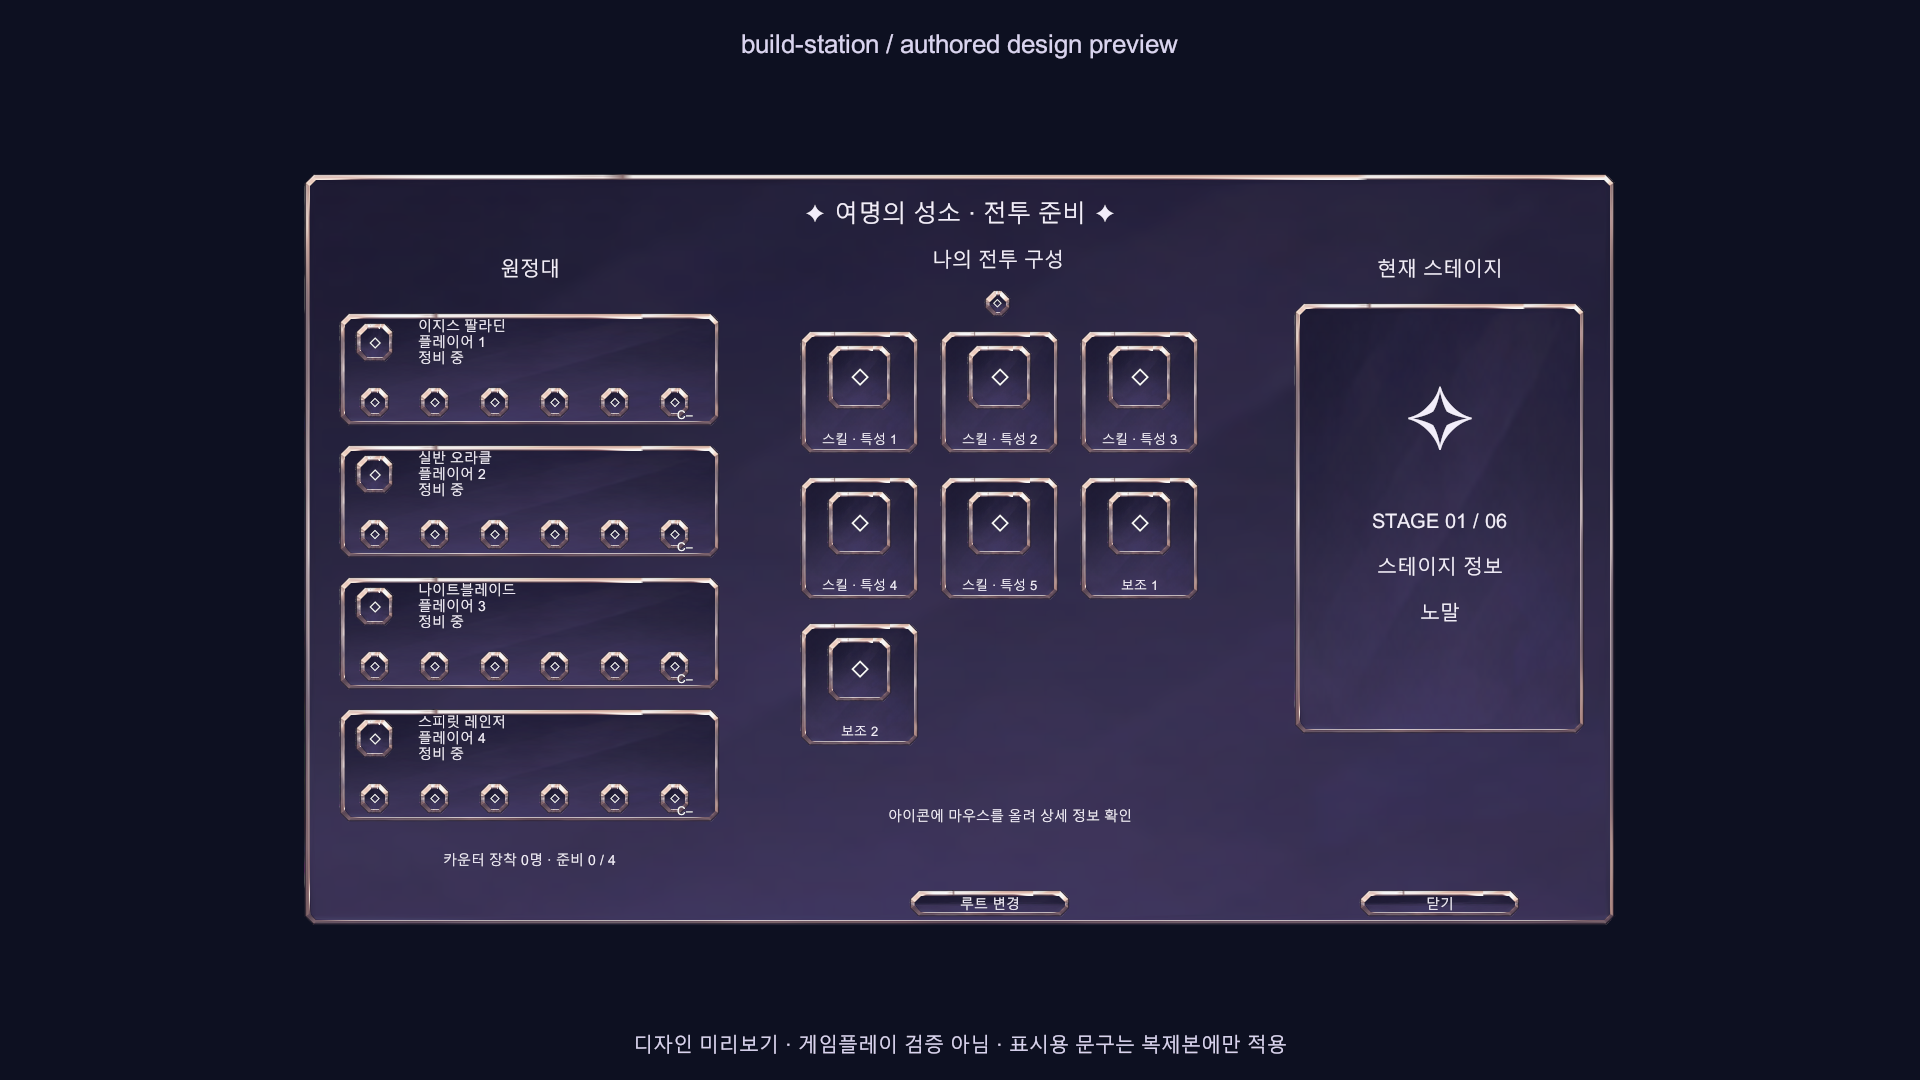 build-station / authored design preview
✦ 여명의 성소 · 전투 준비 ✦
원정대
이지스 팔라딘
플레이어 1
정비 중
C–
실반 오라클
플레이어 2
정비 중
C–
나이트블레이드
플레이어 3
정비 중
C–
스피릿 레인저
플레이어 4
정비 중
C–
카운터 장착 0명 · 준비 0 / 4
나의 전투 구성
스킬 · 특성 1
스킬 · 특성 2
스킬 · 특성 3
스킬 · 특성 4
스킬 · 특성 5
보조 1
보조 2
아이콘에 마우스를 올려 상세 정보 확인
루트 변경
현재 스테이지
STAGE 01 / 06
스테이지 정보
노말
닫기
디자인 미리보기 · 게임플레이 검증 아님 · 표시용 문구는 복제본에만 적용